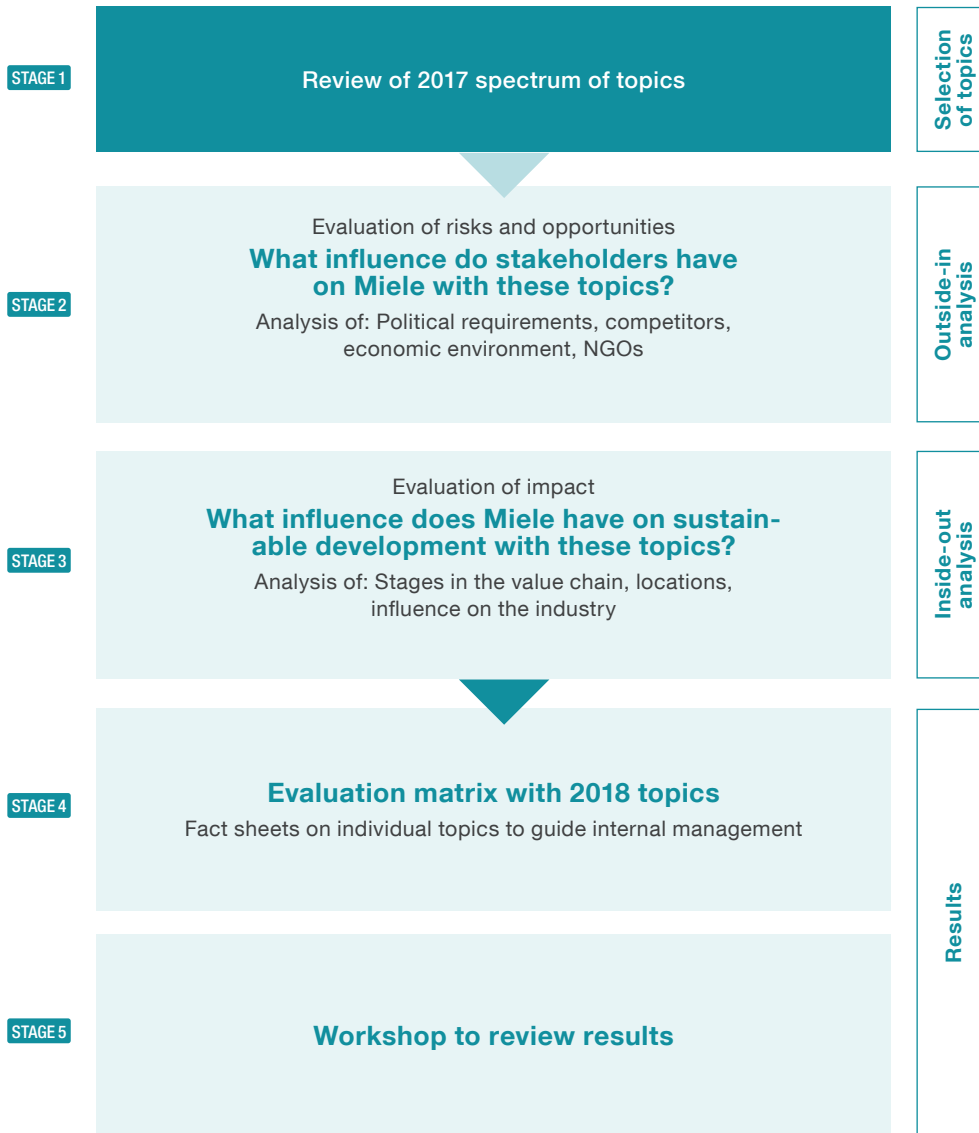 STAGE 1
Review of 2017 spectrum of topics
Selection
of topics
STAGE 2
Evaluation of risks and opportunities
What influence do stakeholders have
on Miele with these topics?
Analysis of: Political requirements, competitors,
economic environment, NGOs
Outside-in
analysis
STAGE 3
Evaluation of impact
What influence does Miele have on sustain-
able development with these topics?
Analysis of: Stages in the value chain, locations,
influence on the industry
Inside-out
analysis
STAGE 4
Evaluation matrix with 2018 topics
Fact sheets on individual topics to guide internal management
Results
STAGE 5
Workshop to review results